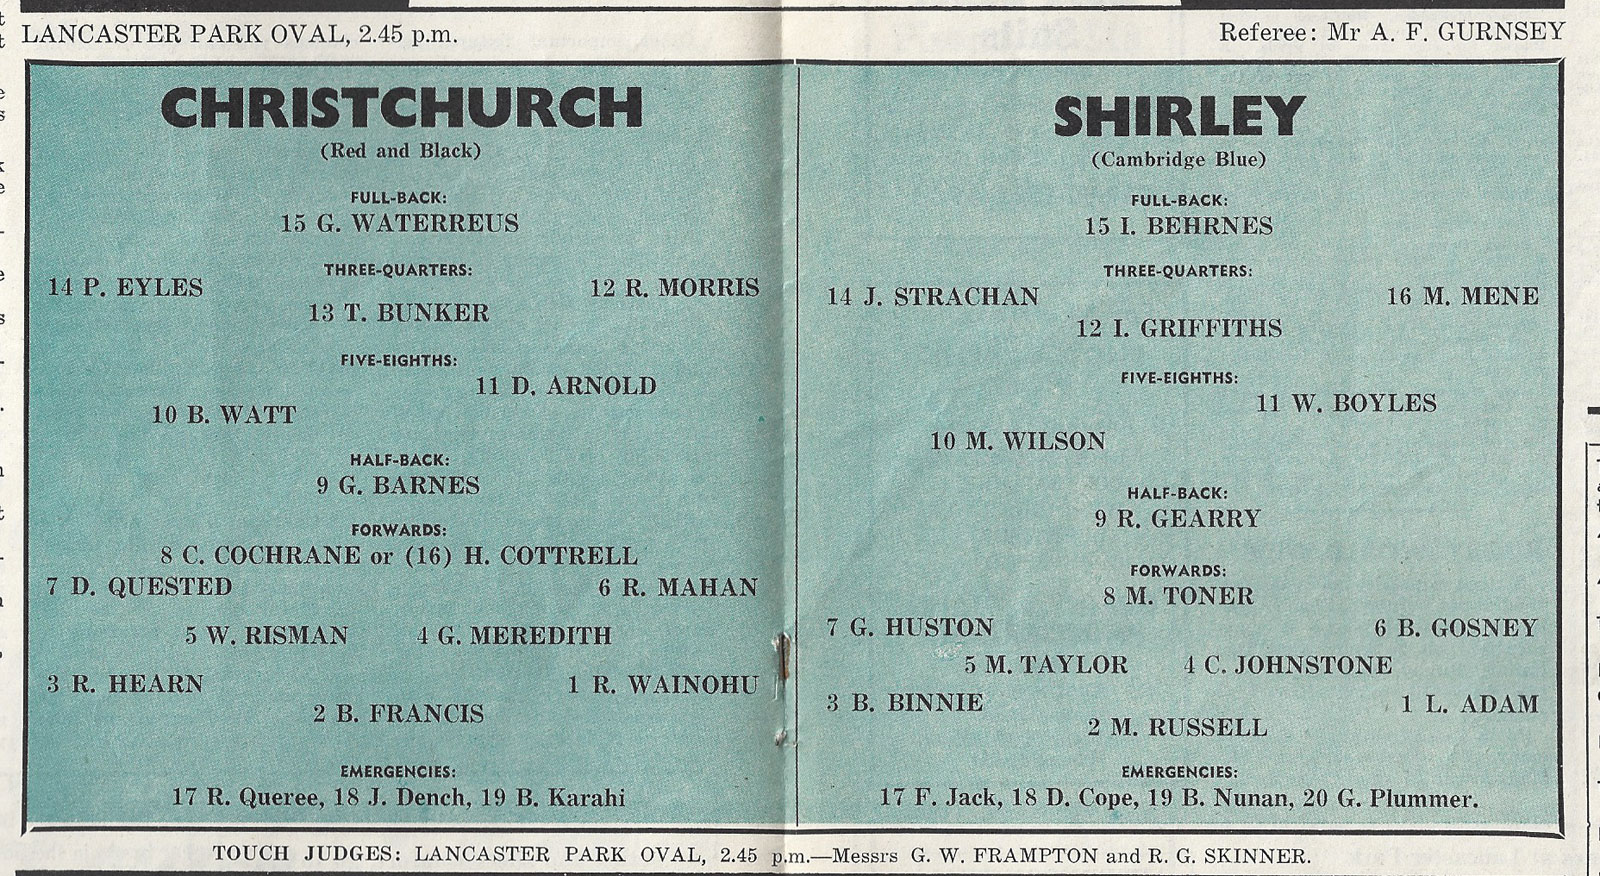 LANCASTER PARK OVAL, 2.45 p.m.
Referee: Mr A. F. GURNSEY
CHRISTCHURCH
(Red and Black)
FULL-BACK:
15 G. WATERREUS
THREE-QUARTERS:
14 P. EYLES
12 R. MORRIS
13 T. BUNKER
FIVE-EIGHTHS:
11 D. ARNOLD
10 B. WATT
HALF-BACK:
9 G. BARNES
FORWARDS:
8 C. COCHRANE or (16) H. COTTRELL
7 D. QUESTED
6 R. MAHAN
5 W. RISMAN
4 G. MEREDITH
3 R. HEARN
1 R. WAINOHU
2 B. FRANCIS
EMERGENCIES:
17 R. Queree, 18 J. Dench, 19 B. Karahi
SHIRLEY
(Cambridge Blue)
FULL-BACK:
15 I. BEHRNES
THREE-QUARTERS:
14 J. STRACHAN
16 M. MENE
12 I. GRIFFITHS
FIVE-EIGHTHS:
11 W. BOYLES
10 M. WILSON
HALF-BACK:
9 R. GEARRY
FORWARDS:
8 M. TONER
7 G. HUSTON
6 B. GOSNEY
5 M. TAYLOR
4 C. JOHNSTONE
3 B. BINNIE
1 L. ADAM
2 M. RUSSELL
EMERGENCIES:
17 F. Jack, 18 D. Cope, 19 B. Nunan, 20 G. Plummer.
TOUCH JUDGES: LANCASTER PARK OVAL, 2.45 p.m.—Messrs G. W. FRAMPTON and R. G. SKINNER.